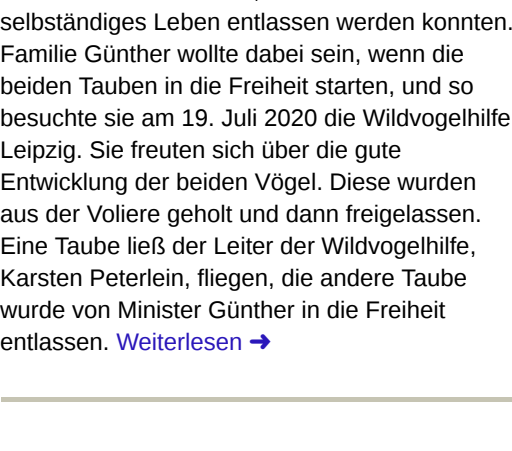 selbständiges Leben entlassen werden konnten.
Familie Günther wollte dabei sein, wenn die
beiden Tauben in die Freiheit starten, und so
besuchte sie am 19. Juli 2020 die Wildvogelhilfe
Leipzig. Sie freuten sich über die gute
Entwicklung der beiden Vögel. Diese wurden
aus der Voliere geholt und dann freigelassen.
Eine Taube ließ der Leiter der Wildvogelhilfe,
Karsten Peterlein, fliegen, die andere Taube
wurde von Minister Günther in die Freiheit
entlassen. Weiterlesen ➜